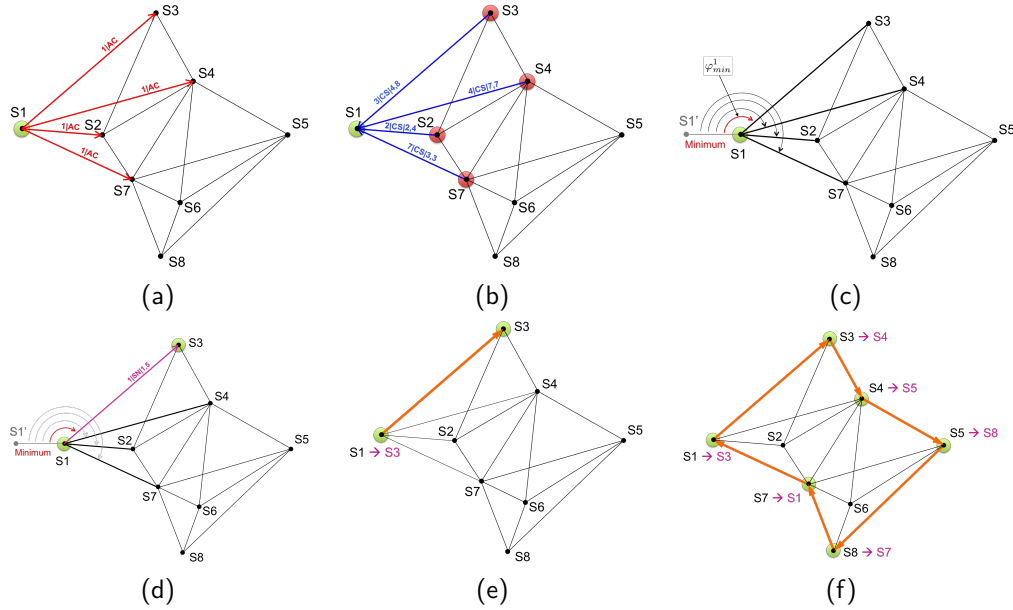 S3
1|AC
S4
1|AC
S1
1|AC
S2
S5
1|AC
S7
S6
S8
(a)
S3
3|CS|4,8
S4
4|CS|7,7
S1
S2
2|CS|2,4
S5
7|CS|3,3
S7
S6
S8
(b)
S3
φ¹min
S4
S1'
Minimum
S1
S2
S5
S7
S6
S8
(c)
S3
1|SN|1,5
S4
S1'
Minimum
S1
S2
S5
S7
S6
S8
(d)
S3
S4
S1 → S3
S2
S5
S7
S6
S8
(e)
S3 → S4
S4 → S5
S2
S5 → S8
S1 → S3
S7 → S1
S6
S8 → S7
(f)